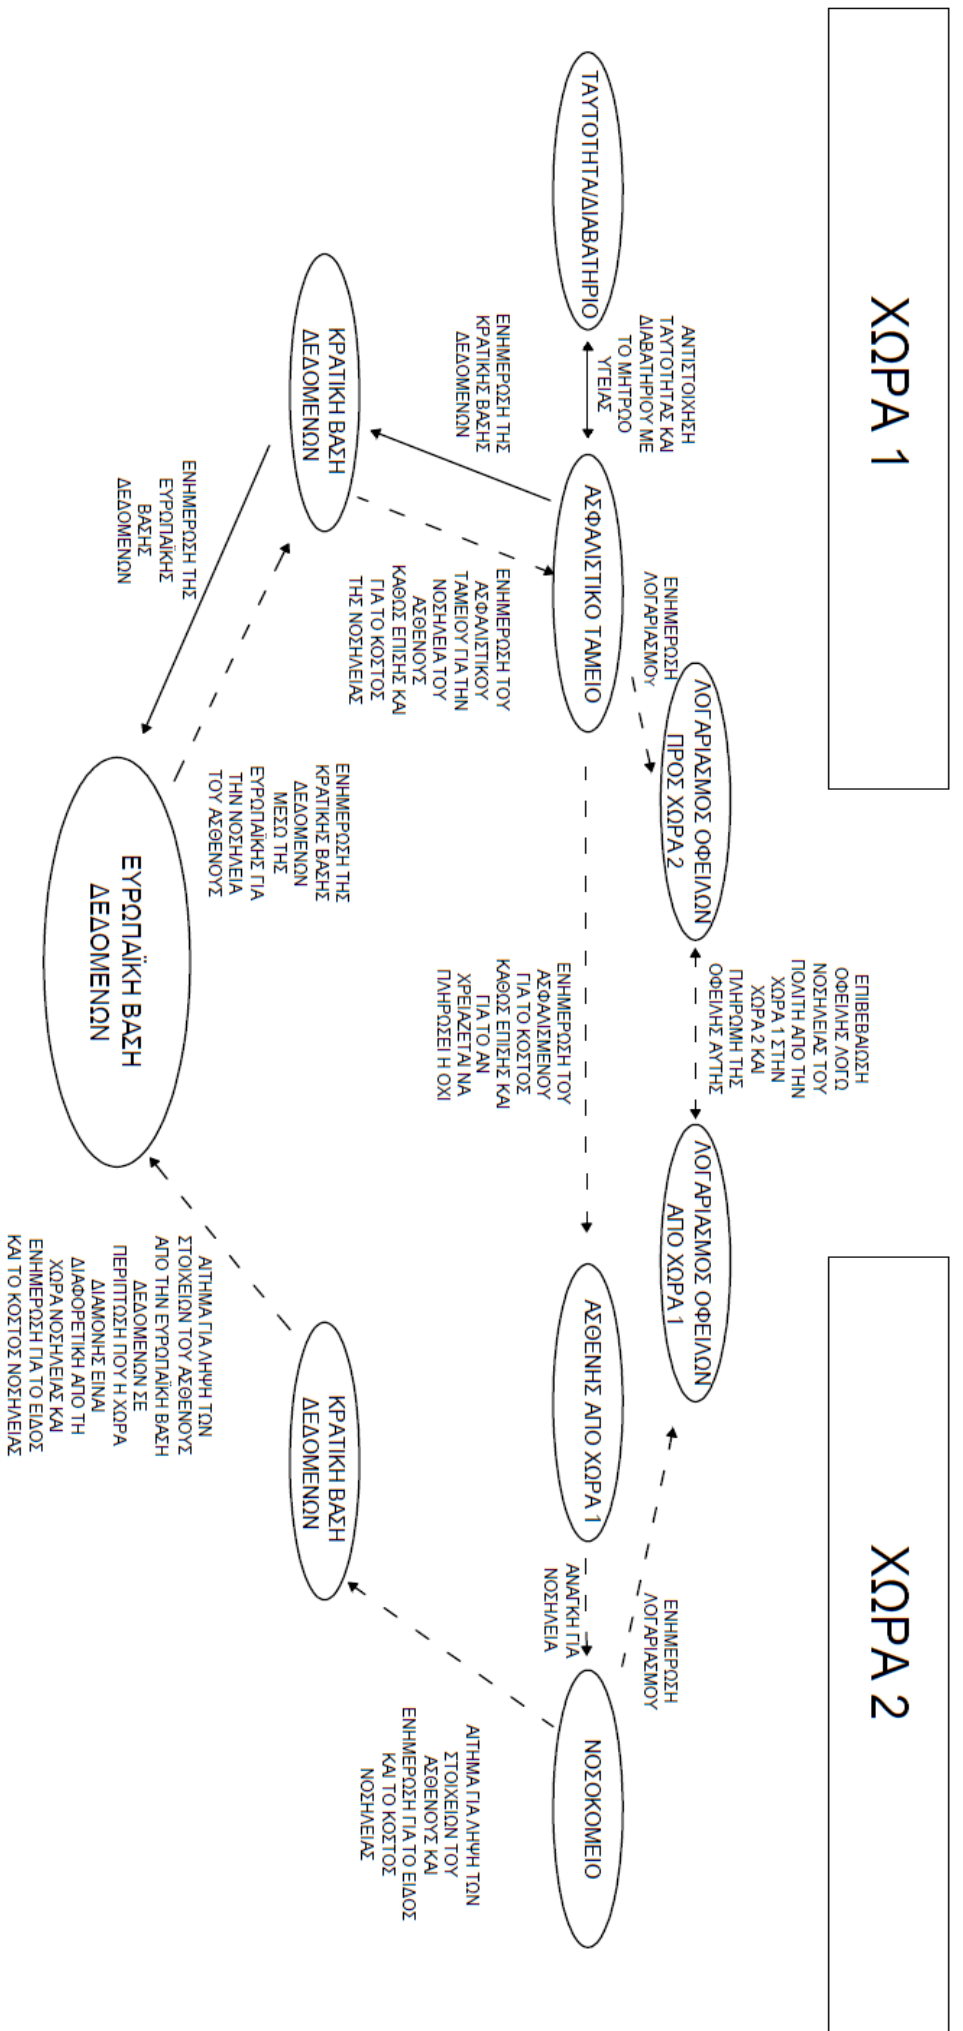 ΧΩΡΑ 1
ΧΩΡΑ 2
ΕΠΙΒΕΒΑΙΩΣΗ
ΟΦΕΙΛΗΣ ΛΟΓΩ
ΝΟΣΗΛΕΙΑΣ ΤΟΥ
ΠΟΛΙΤΗ ΑΠΟ ΤΗΝ
ΧΩΡΑ 1 ΣΤΗΝ
ΧΩΡΑ 2 ΚΑΙ
ΠΛΗΡΩΜΗ ΤΗΣ
ΟΦΕΙΛΗΣ ΑΥΤΗΣ
ΛΟΓΑΡΙΑΣΜΟΣ ΟΦΕΙΛΩΝ
ΠΡΟΣ ΧΩΡΑ 2
ΛΟΓΑΡΙΑΣΜΟΣ ΟΦΕΙΛΩΝ
ΑΠΟ ΧΩΡΑ 1
ΑΝΤΙΣΤΟΙΧΗΣΗ
ΤΑΥΤΟΤΗΤΑΣ ΚΑΙ
ΔΙΑΒΑΤΗΡΙΟΥ ΜΕ
ΤΟ ΜΗΤΡΩΟ
ΥΓΕΙΑΣ
ΕΝΗΜΕΡΩΣΗ
ΛΟΓΑΡΙΑΣΜΟΥ
ΕΝΗΜΕΡΩΣΗ
ΛΟΓΑΡΙΑΣΜΟΥ
ΤΑΥΤΟΤΗΤΑ/ΔΙΑΒΑΤΗΡΙΟ
ΑΣΦΑΛΙΣΤΙΚΟ ΤΑΜΕΙΟ
ΑΣΘΕΝΗΣ ΑΠΟ ΧΩΡΑ 1
ΝΟΣΟΚΟΜΕΙΟ
ΑΝΑΓΚΗ ΓΙΑ
ΝΟΣΗΛΕΙΑ
ΕΝΗΜΕΡΩΣΗ ΤΗΣ
ΚΡΑΤΙΚΗΣ ΒΑΣΗΣ
ΔΕΔΟΜΕΝΩΝ
ΕΝΗΜΕΡΩΣΗ ΤΟΥ
ΑΣΦΑΛΙΣΤΙΚΟΥ
ΤΑΜΕΙΟΥ ΓΙΑ ΤΗΝ
ΝΟΣΗΛΕΙΑ ΤΟΥ
ΑΣΘΕΝΟΥΣ
ΚΑΘΩΣ ΕΠΙΣΗΣ ΚΑΙ
ΓΙΑ ΤΟ ΚΟΣΤΟΣ
ΤΗΣ ΝΟΣΗΛΕΙΑΣ
ΕΝΗΜΕΡΩΣΗ ΤΟΥ
ΑΣΦΑΛΙΣΜΕΝΟΥ
ΓΙΑ ΤΟ ΚΟΣΤΟΣ
ΚΑΘΩΣ ΕΠΙΣΗΣ ΚΑΙ
ΓΙΑ ΤΟ ΑΝ
ΧΡΕΙΑΖΕΤΑΙ ΝΑ
ΠΛΗΡΩΣΕΙ Η ΟΧΙ
ΑΙΤΗΜΑ ΓΙΑ ΛΗΨΗ ΤΩΝ
ΣΤΟΙΧΕΙΩΝ ΤΟΥ
ΑΣΘΕΝΟΥΣ ΚΑΙ
ΕΝΗΜΕΡΩΣΗ ΓΙΑ ΤΟ ΕΙΔΟΣ
ΚΑΙ ΤΟ ΚΟΣΤΟΣ
ΝΟΣΗΛΕΙΑΣ
ΚΡΑΤΙΚΗ ΒΑΣΗ
ΔΕΔΟΜΕΝΩΝ
ΕΝΗΜΕΡΩΣΗ ΤΗΣ
ΚΡΑΤΙΚΗΣ ΒΑΣΗΣ
ΔΕΔΟΜΕΝΩΝ
ΜΕΣΩ ΤΗΣ
ΕΥΡΩΠΑΪΚΗΣ ΓΙΑ
ΤΗΝ ΝΟΣΗΛΕΙΑ
ΤΟΥ ΑΣΘΕΝΟΥΣ
ΚΡΑΤΙΚΗ ΒΑΣΗ
ΔΕΔΟΜΕΝΩΝ
ΕΝΗΜΕΡΩΣΗ ΤΗΣ
ΕΥΡΩΠΑΪΚΗΣ
ΒΑΣΗΣ
ΔΕΔΟΜΕΝΩΝ
ΕΥΡΩΠΑΪΚΗ ΒΑΣΗ
ΔΕΔΟΜΕΝΩΝ
ΑΙΤΗΜΑ ΓΙΑ ΛΗΨΗ ΤΩΝ
ΣΤΟΙΧΕΙΩΝ ΤΟΥ ΑΣΘΕΝΟΥΣ
ΑΠΟ ΤΗΝ ΕΥΡΩΠΑΪΚΗ ΒΑΣΗ
ΔΕΔΟΜΕΝΩΝ ΣΕ
ΠΕΡΙΠΤΩΣΗ ΠΟΥ Η ΧΩΡΑ
ΔΙΑΜΟΝΗΣ ΕΙΝΑΙ
ΔΙΑΦΟΡΕΤΙΚΗ ΑΠΟ ΤΗ
ΧΩΡΑ ΝΟΣΗΛΕΙΑΣ ΚΑΙ
ΕΝΗΜΕΡΩΣΗ ΓΙΑ ΤΟ ΕΙΔΟΣ
ΚΑΙ ΤΟ ΚΟΣΤΟΣ ΝΟΣΗΛΕΙΑΣ